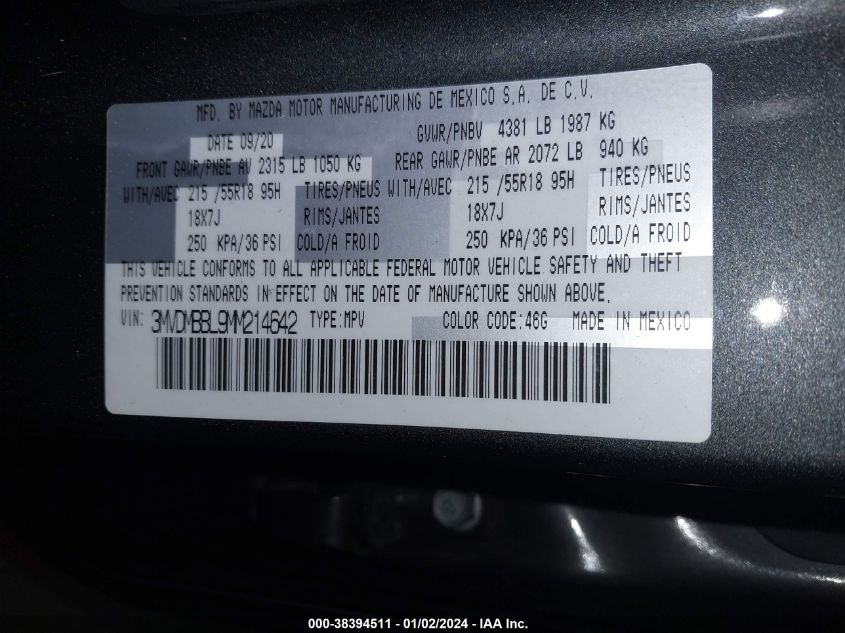 MFD. BY MAZDA MOTOR MANUFACTURING DE MEXICO S.A. DE C.V.
DATE 09/20 GVWR/PNBV 4381 LB 1987 KG
FRONT GAWR/PNBE AV 2315 LB 1050 KG REAR GAWR/PNBE AR 2072 LB 940 KG
WITH/AVEC 215 /55R18 95H TIRES/PNEUS WITH/AVEC 215 /55R18 95H TIRES/PNEUS
18X7J RIMS/JANTES 18X7J RIMS/JANTES
250 KPA/36 PSI COLD/A FROID 250 KPA/36 PSI COLD/A FROID
THIS VEHICLE CONFORMS TO ALL APPLICABLE FEDERAL MOTOR VEHICLE SAFETY AND THEFT
PREVENTION STANDARDS IN EFFECT ON THE DATE OF MANUFACTURE SHOWN ABOVE.
VIN: 3MVDMBBL9MM214642 TYPE:MPV COLOR CODE:46G MADE IN MEXICO
000-38394511 - 01/02/2024 - IAA Inc.